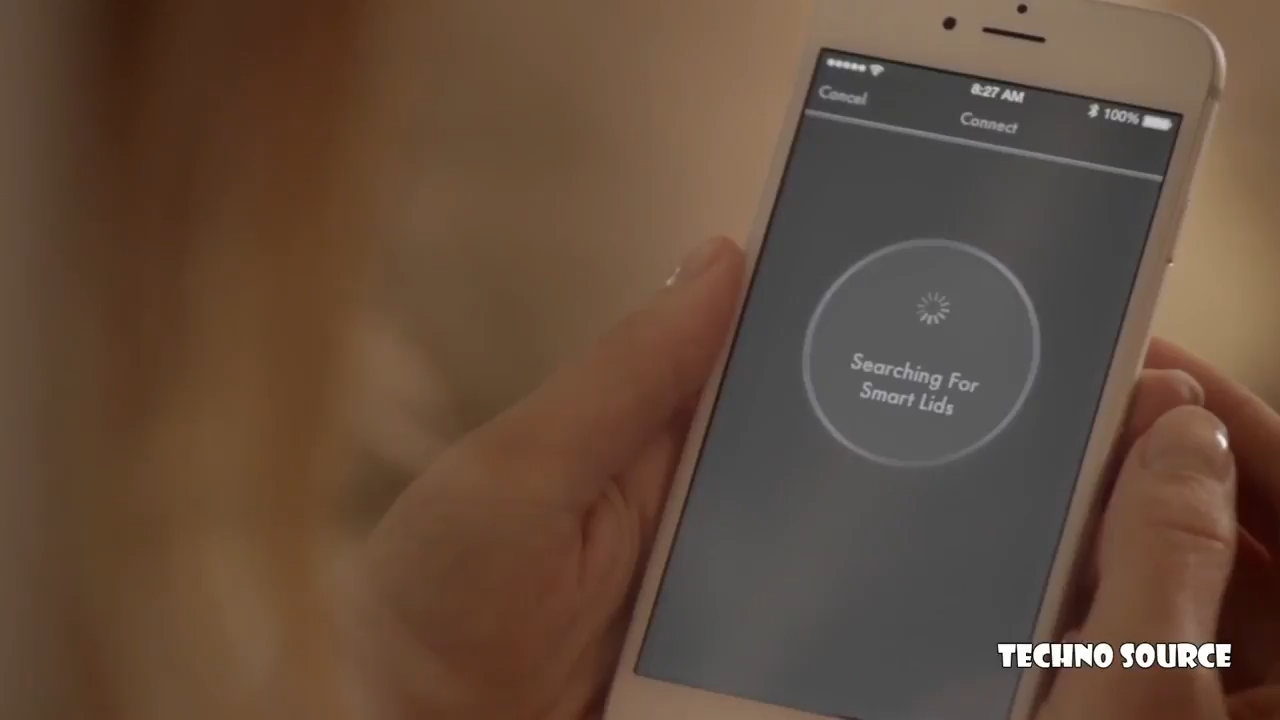 8:27 AM
100%
Cancel
Connect
Searching For
Smart Lids
TECHNO SOURCE